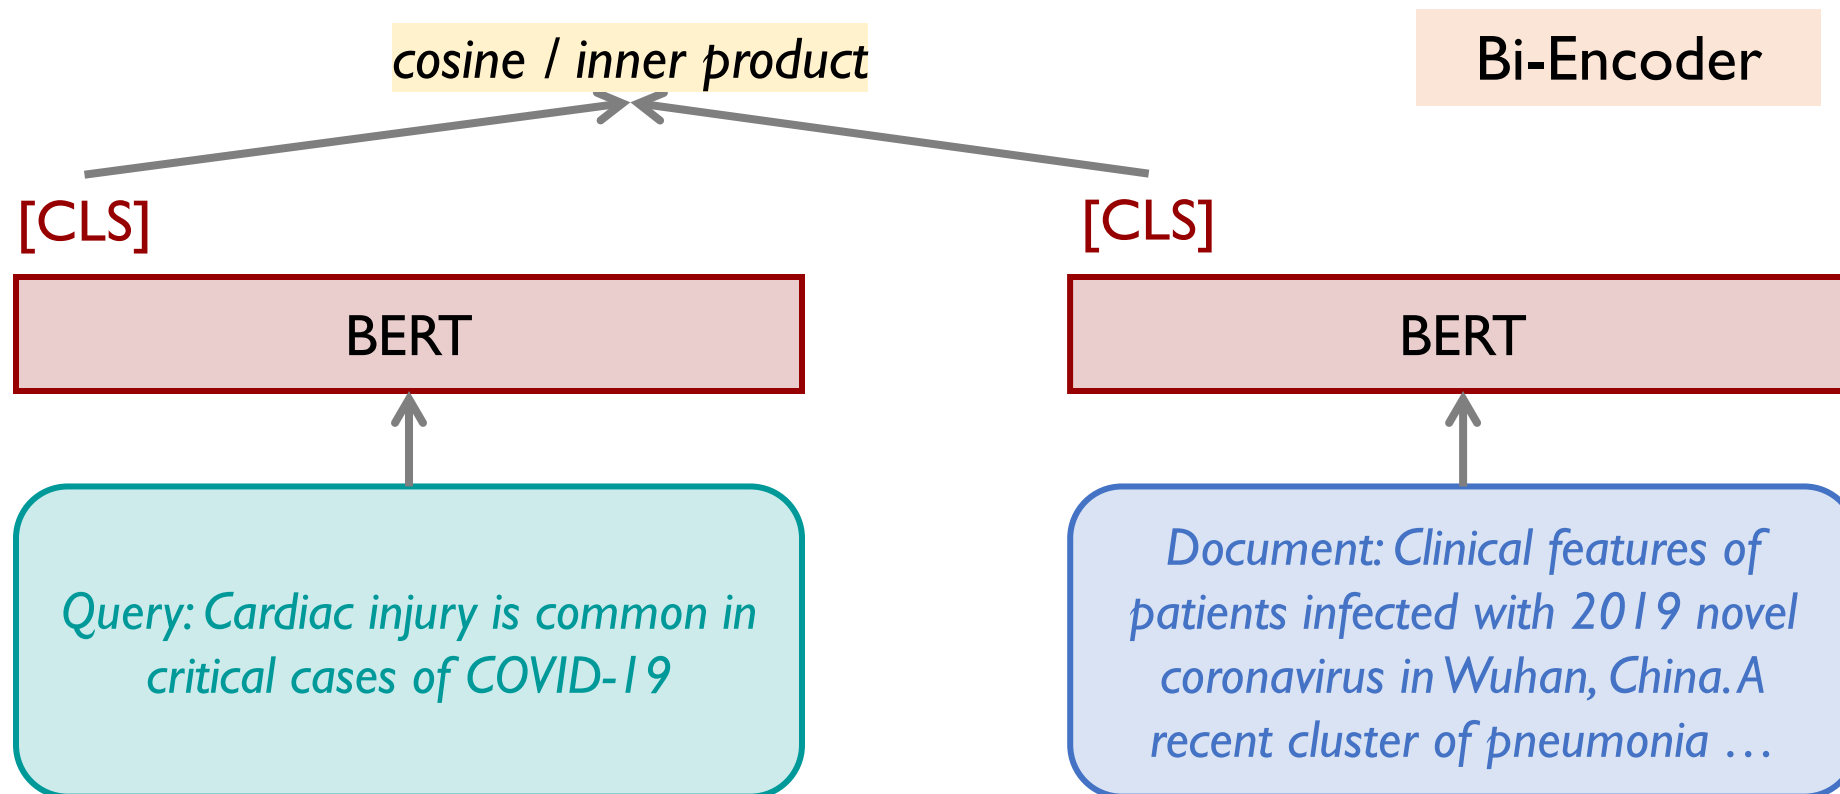 cosine / inner product
Bi-Encoder
[CLS]
[CLS]
BERT
BERT
Query: Cardiac injury is common in
critical cases of COVID-19
Document: Clinical features of
patients infected with 2019 novel
coronavirus in Wuhan, China. A
recent cluster of pneumonia …